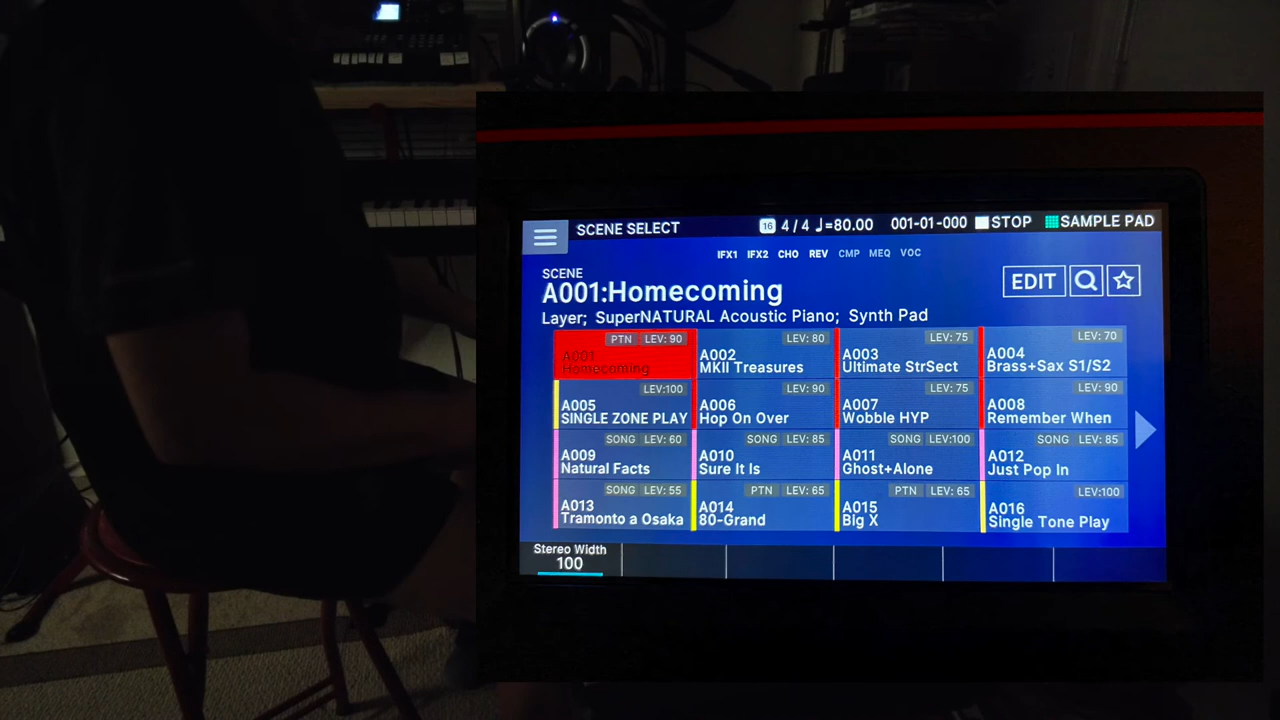 SCENE SELECT
16 4/4 ♩=80.00 001-01-000 STOP SAMPLE PAD
IFX1 IFX2 CHO REV CMP MEQ VOC
SCENE
A001:Homecoming
EDIT
Layer; SuperNATURAL Acoustic Piano; Synth Pad
PTN LEV: 90
A001
Homecoming
LEV: 80
A002
MKII Treasures
LEV: 75
A003
Ultimate StrSect
LEV: 70
A004
Brass+Sax S1/S2
LEV:100
A005
SINGLE ZONE PLAY
LEV: 90
A006
Hop On Over
LEV: 75
A007
Wobble HYP
LEV: 90
A008
Remember When
SONG LEV: 60
A009
Natural Facts
SONG LEV: 85
A010
Sure It Is
SONG LEV:100
A011
Ghost+Alone
SONG LEV: 85
A012
Just Pop In
SONG LEV: 55
A013
Tramonto a Osaka
PTN LEV: 65
A014
80-Grand
PTN LEV: 65
A015
Big X
LEV:100
A016
Single Tone Play
Stereo Width
100